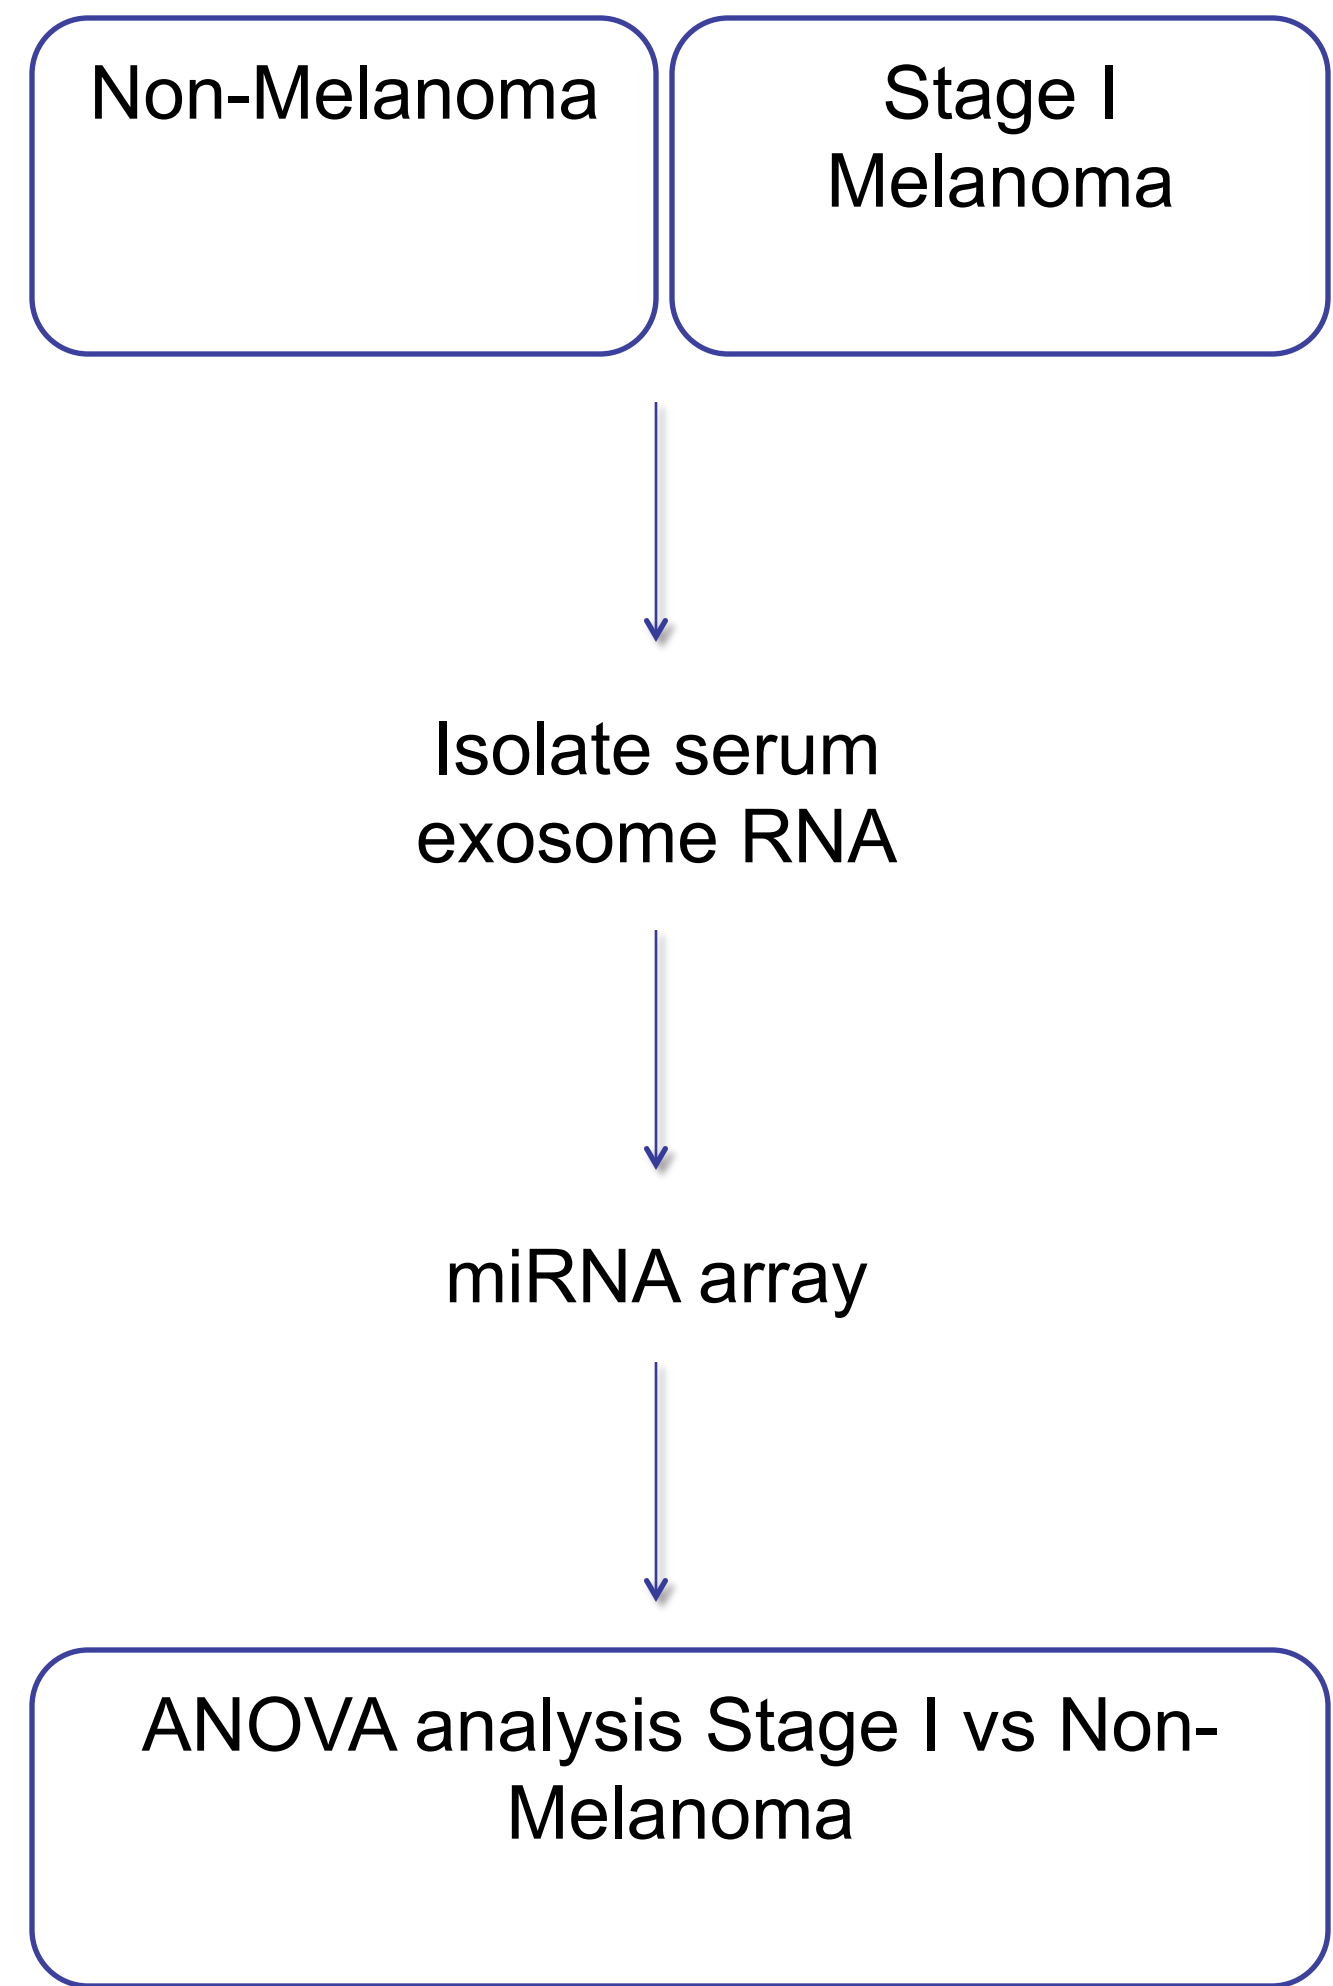 Non-Melanoma
Stage I
Melanoma
Isolate serum
exosome RNA
miRNA array
ANOVA analysis Stage I vs Non-
Melanoma